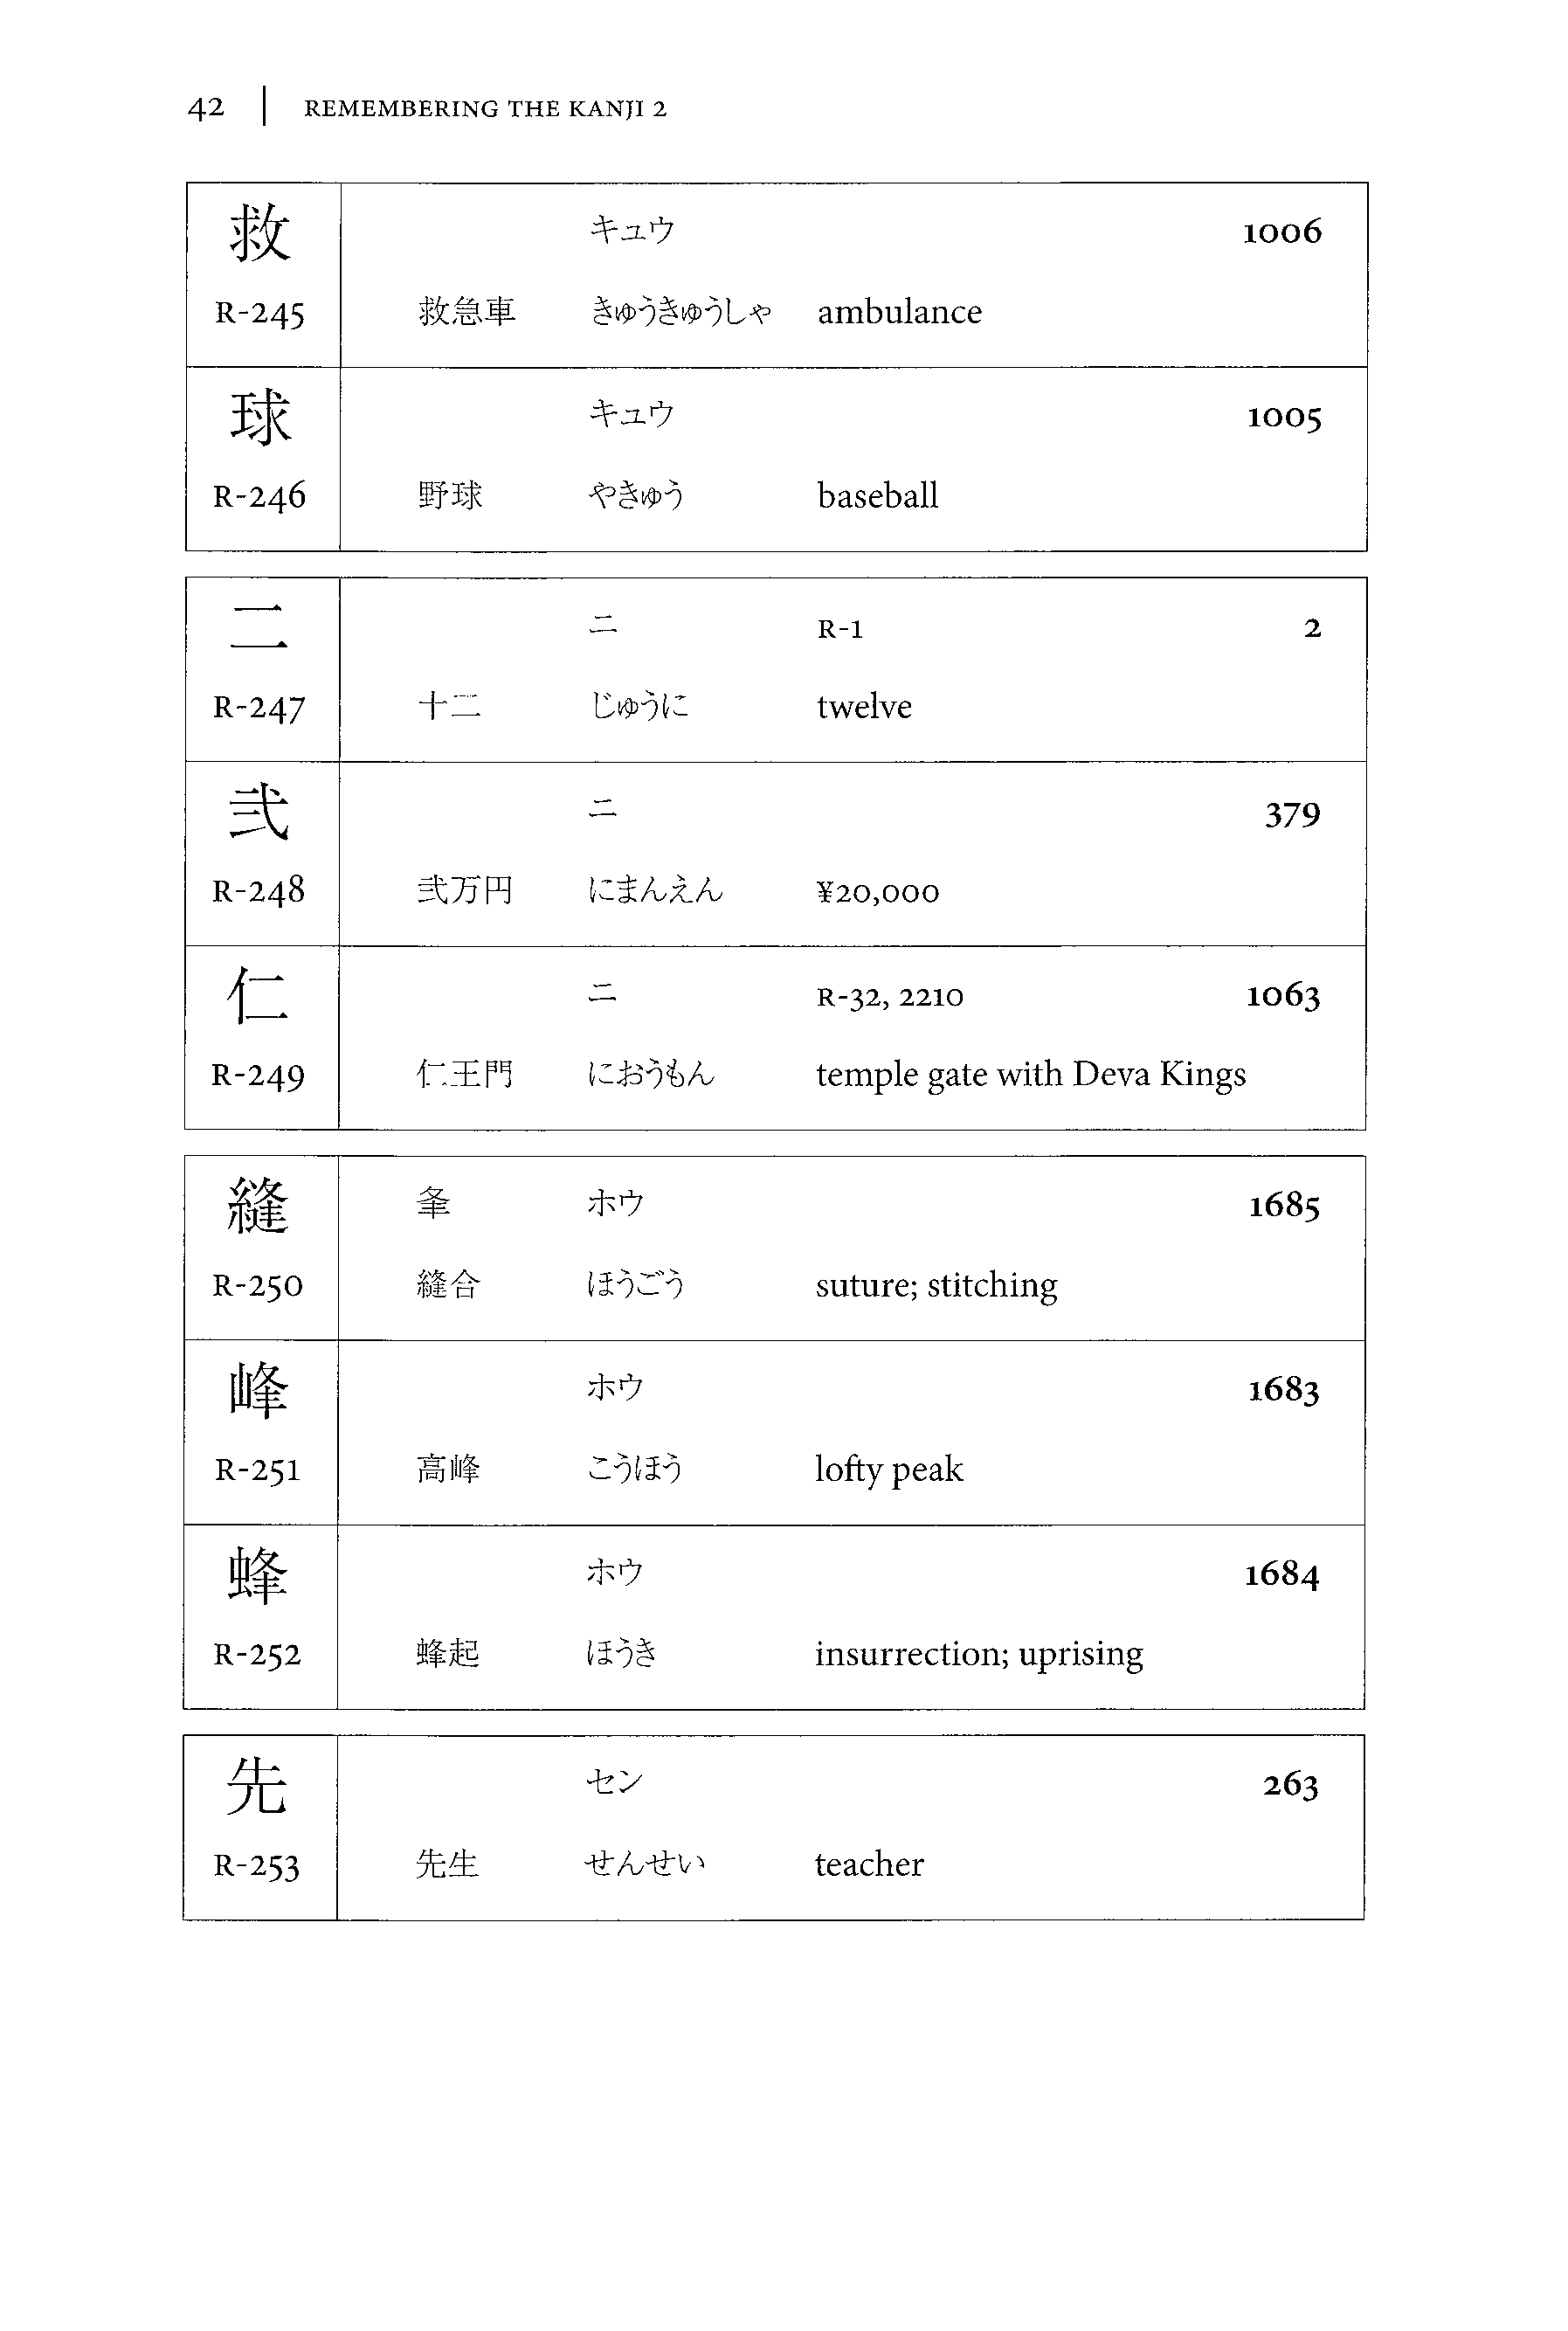 42 | REMEMBERING THE KANJI 2
救 キュウ 1006
R-245 救急車 きゅうきゅうしゃ ambulance
球 キュウ 1005
R-246 野球 やきゅう baseball
二 ニ R-1 2
R-247 十二 じゅうに twelve
弐 ニ 379
R-248 弐万円 にまんえん ¥20,000
仁 ニ R-32, 2210 1063
R-249 仁王門 におうもん temple gate with Deva Kings
縫 夆 ホウ 1685
R-250 縫合 ほうごう suture; stitching
峰 ホウ 1683
R-251 高峰 こうほう lofty peak
蜂 ホウ 1684
R-252 蜂起 ほうき insurrection; uprising
先 セン 263
R-253 先生 せんせい teacher